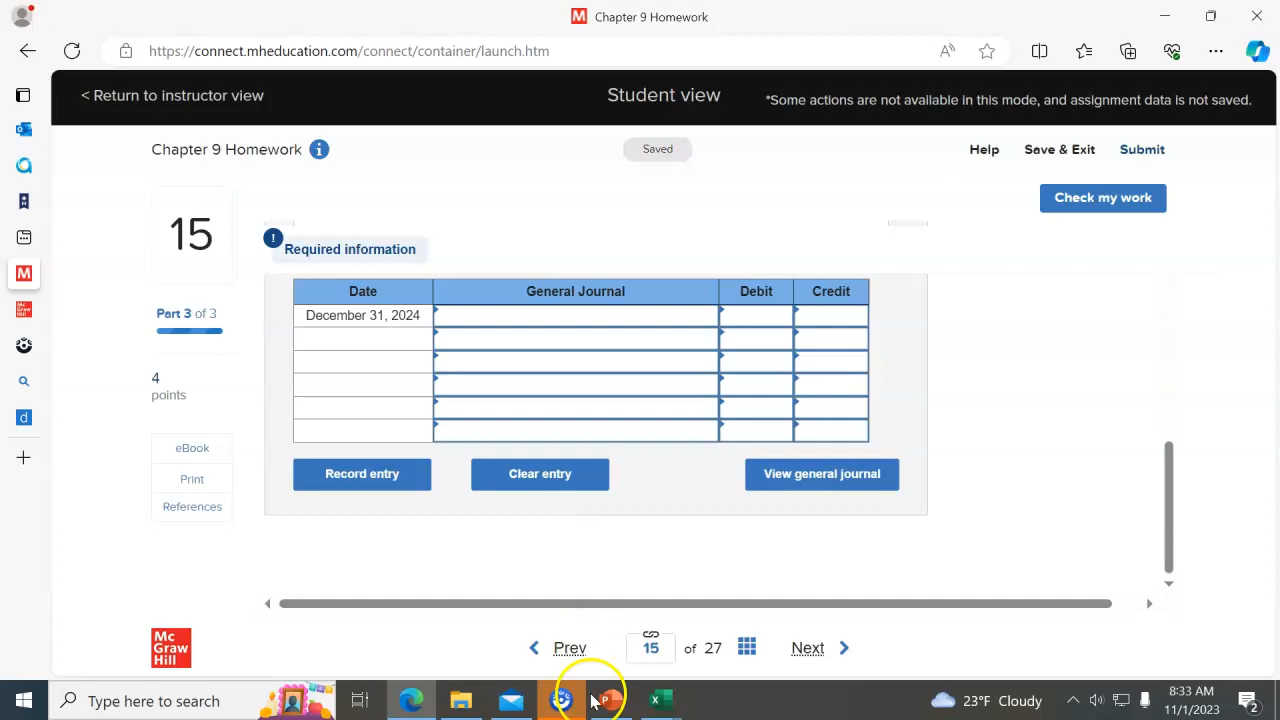 M Chapter 9 Homework
https://connect.mheducation.com/connect/container/launch.htm
< Return to instructor view
Student view
*Some actions are not available in this mode, and assignment data is not saved.
Chapter 9 Homework i
Saved
Help
Save & Exit
Submit
Check my work
15
! Required information
Part 3 of 3
4
points
eBook
Print
References
Date General Journal Debit Credit
December 31, 2024
Record entry
Clear entry
View general journal
Mc
Graw
Hill
< Prev
15 of 27
Next >
Type here to search
23°F Cloudy
8:33 AM
11/1/2023
2